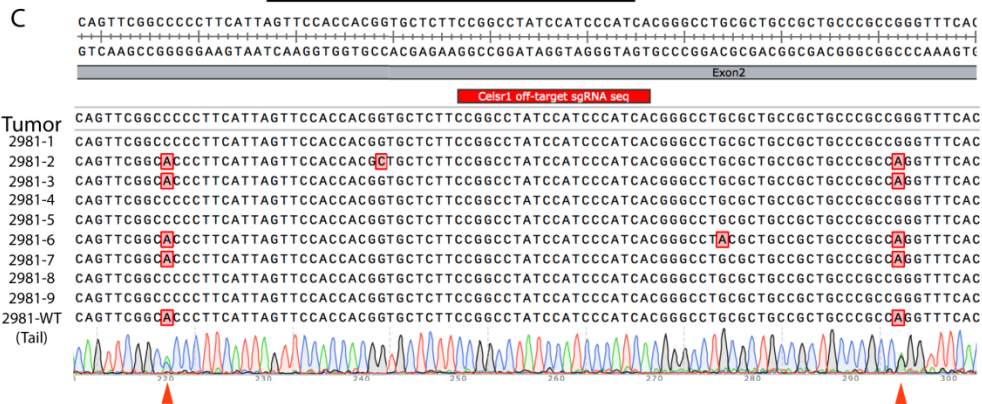 C
CAGTTCGGCCCCCTTCATTAGTTCCACCACGGTGCTCTTCCGGCCTATCCATCCCATCACGGGCCTGCGCTGCCGCTGCCCGCCGGGTTTCAC
GTCAAGCCGGGGGAAGTAATCAAGGTGGTGCCACGAGAAGGCCGGATAGGTAGGGTAGTGCCCGGACGCGACGGCGACGGGCGGCCCAAAGTG
Exon2
Celsr1 off-target sgRNA seq
CAGTTCGGCCCCCTTCATTAGTTCCACCACGGTGCTCTTCCGGCCTATCCATCCCATCACGGGCCTGCGCTGCCGCTGCCCGCCGGGTTTCAC
Tumor
2981-1 CAGTTCGGCCCCCTTCATTAGTTCCACCACGGTGCTCTTCCGGCCTATCCATCCCATCACGGGCCTGCGCTGCCGCTGCCCGCCGGGTTTCAC
2981-2 CAGTTCGGCACCCTTCATTAGTTCCACCACGCTGCTCTTCCGGCCTATCCATCCCATCACGGGCCTGCGCTGCCGCTGCCCGCCAGGTTTCAC
2981-3 CAGTTCGGCACCCTTCATTAGTTCCACCACGGTGCTCTTCCGGCCTATCCATCCCATCACGGGCCTGCGCTGCCGCTGCCCGCCAGGTTTCAC
2981-4 CAGTTCGGCCCCCTTCATTAGTTCCACCACGGTGCTCTTCCGGCCTATCCATCCCATCACGGGCCTGCGCTGCCGCTGCCCGCCGGGTTTCAC
2981-5 CAGTTCGGCCCCCTTCATTAGTTCCACCACGGTGCTCTTCCGGCCTATCCATCCCATCACGGGCCTGCGCTGCCGCTGCCCGCCGGGTTTCAC
2981-6 CAGTTCGGCACCCTTCATTAGTTCCACCACGGTGCTCTTCCGGCCTATCCATCCCATCACGGGCCTACGCTGCCGCTGCCCGCCAGGTTTCAC
2981-7 CAGTTCGGCACCCTTCATTAGTTCCACCACGGTGCTCTTCCGGCCTATCCATCCCATCACGGGCCTGCGCTGCCGCTGCCCGCCAGGTTTCAC
2981-8 CAGTTCGGCCCCCTTCATTAGTTCCACCACGGTGCTCTTCCGGCCTATCCATCCCATCACGGGCCTGCGCTGCCGCTGCCCGCCGGGTTTCAC
2981-9 CAGTTCGGCCCCCTTCATTAGTTCCACCACGGTGCTCTTCCGGCCTATCCATCCCATCACGGGCCTGCGCTGCCGCTGCCCGCCGGGTTTCAC
2981-WT CAGTTCGGCACCCTTCATTAGTTCCACCACGGTGCTCTTCCGGCCTATCCATCCCATCACGGGCCTGCGCTGCCGCTGCCCGCCAGGTTTCAC
(Tail)
220 230 240 250 260 270 280 290 300